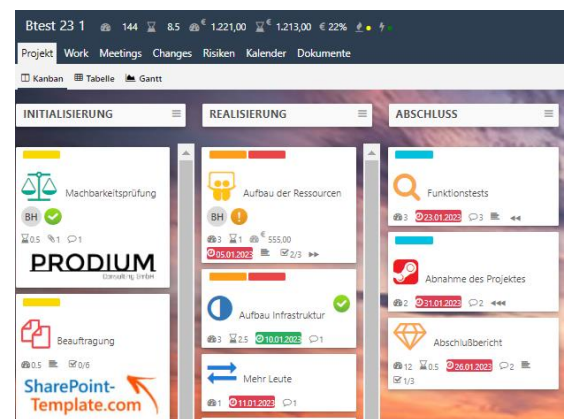 Btest 23 1 144 8.5 € 1.221,00 € 1.213,00 € 22%
Projekt Work Meetings Changes Risiken Kalender Dokumente
Kanban Tabelle Gantt
INITIALISIERUNG
Machbarkeitsprüfung
BH
0.5 1 1
PRODIUM
Consulting GmbH
Beauftragung
0.5 0/6
SharePoint-
Template.com
REALISIERUNG
Aufbau der Ressourcen
BH
3 1 € 555,00
05.01.2023 2/3
Aufbau Infrastruktur
3 2.5 10.01.2023 1
Mehr Leute
1 11.01.2023 1
ABSCHLUSS
Funktionstests
3 23.01.2023 3
Abnahme des Projektes
2 31.01.2023 2
Abschlußbericht
12 0.5 26.01.2023 2
1/3